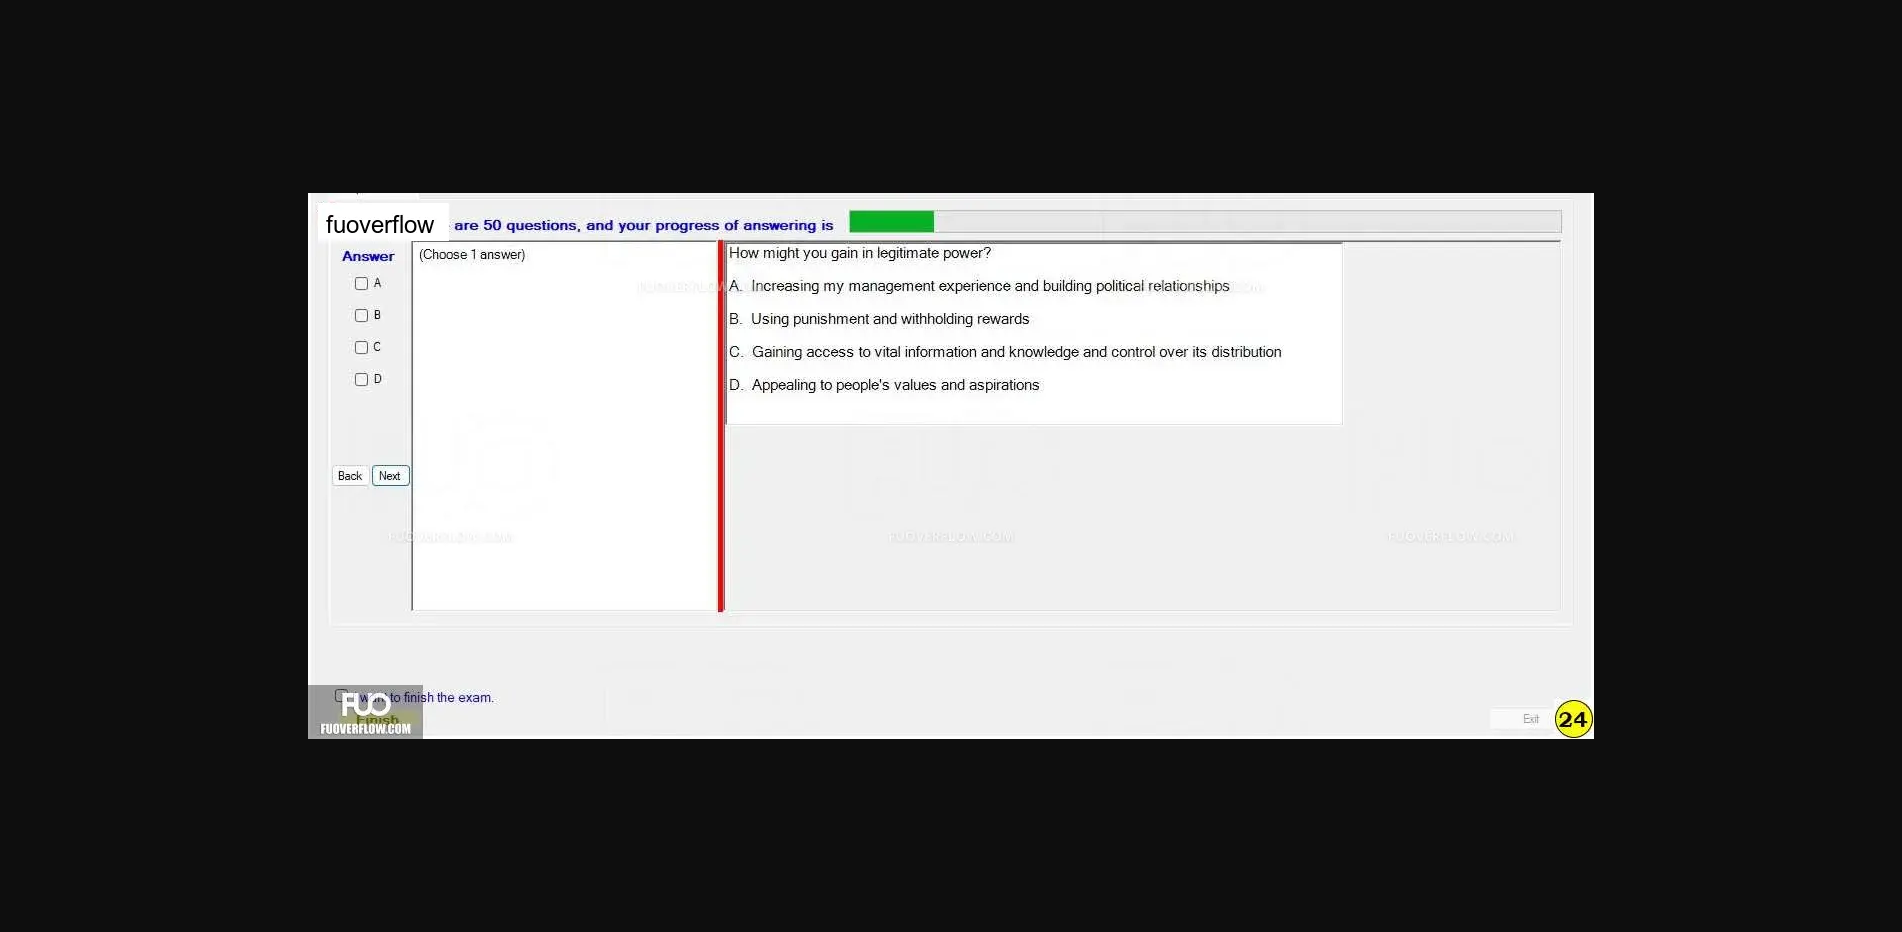 fuoverflow are 50 questions, and your progress of answering is
Answer
A
B
C
D
Back Next
(Choose 1 answer)
How might you gain in legitimate power?
A. Increasing my management experience and building political relationships
B. Using punishment and withholding rewards
C. Gaining access to vital information and knowledge and control over its distribution
D. Appealing to people's values and aspirations
FUOVERFLOW.COM
FUOVERFLOW.COM
FUOVERFLOW.COM
want to finish the exam.
FUO
Finish
FUOVERFLOW.COM
Exit
24